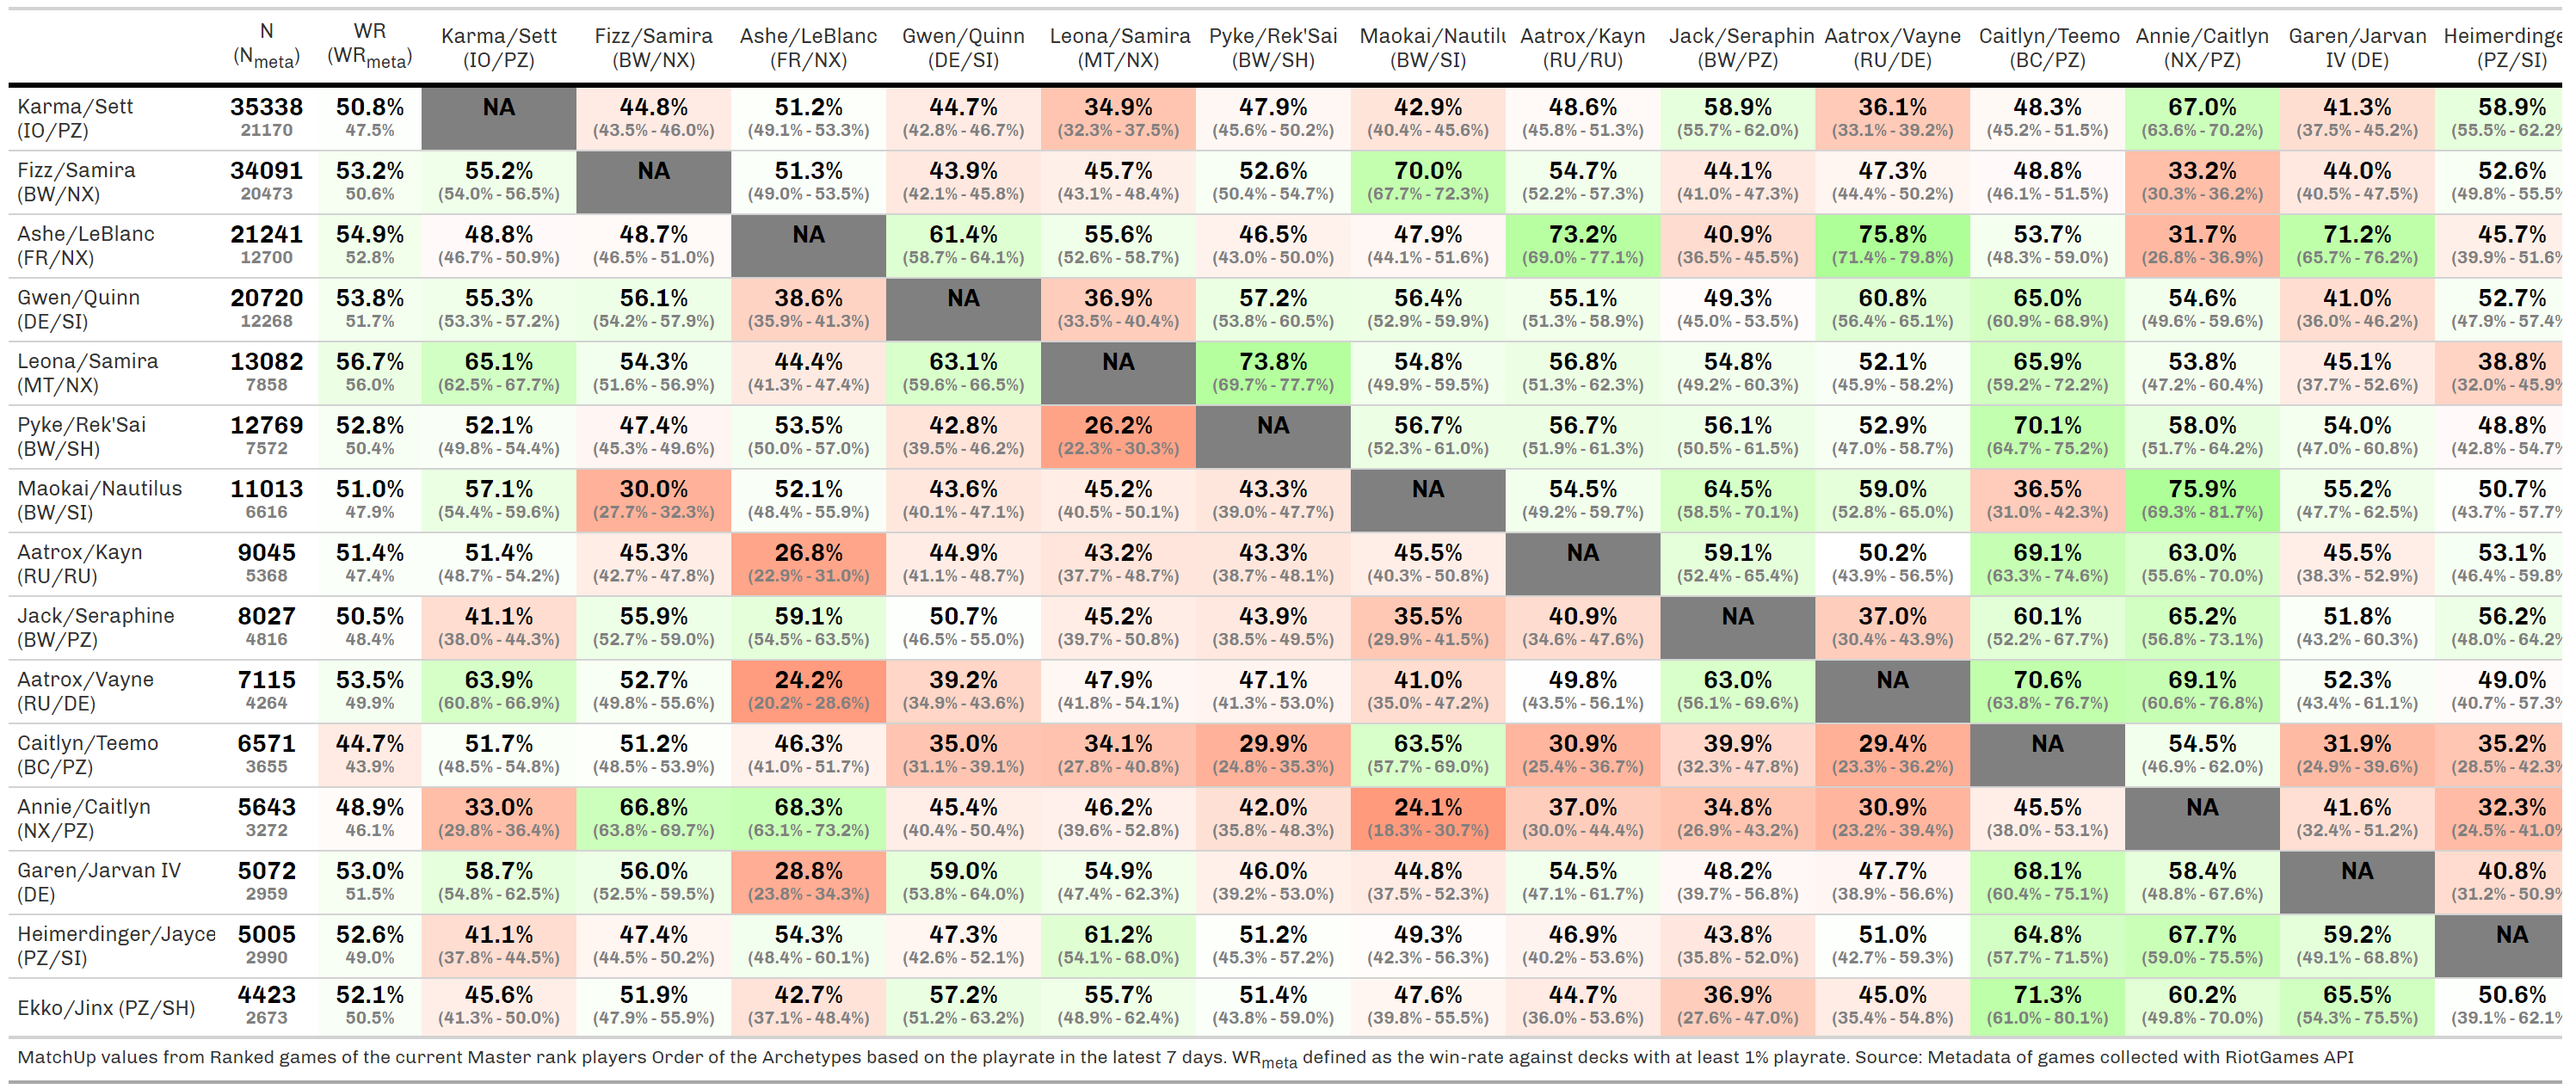 N WR Karma/Sett Fizz/Samira Ashe/LeBlanc Gwen/Quinn Leona/Samira Pyke/Rek'Sai Maokai/Nautilu Aatrox/Kayn Jack/Seraphin Aatrox/Vayne Caitlyn/Teemo Annie/Caitlyn Garen/Jarvan Heimerdinge
(Nmeta) (WRmeta) (IO/PZ) (BW/NX) (FR/NX) (DE/SI) (MT/NX) (BW/SH) (BW/SI) (RU/RU) (BW/PZ) (RU/DE) (BC/PZ) (NX/PZ) IV (DE) (PZ/SI)
Karma/Sett 35338 50.8% NA 44.8% 51.2% 44.7% 34.9% 47.9% 42.9% 48.6% 58.9% 36.1% 48.3% 67.0% 41.3% 58.9%
(IO/PZ) 21170 47.5% (43.5% - 46.0%) (49.1% - 53.3%) (42.8% - 46.7%) (32.3% - 37.5%) (45.6% - 50.2%) (40.4% - 45.6%) (45.8% - 51.3%) (55.7% - 62.0%) (33.1% - 39.2%) (45.2% - 51.5%) (63.6% - 70.2%) (37.5% - 45.2%) (55.5% - 62.2%
Fizz/Samira 34091 53.2% 55.2% NA 51.3% 43.9% 45.7% 52.6% 70.0% 54.7% 44.1% 47.3% 48.8% 33.2% 44.0% 52.6%
(BW/NX) 20473 50.6% (54.0% - 56.5%) (49.0% - 53.5%) (42.1% - 45.8%) (43.1% - 48.4%) (50.4% - 54.7%) (67.7% - 72.3%) (52.2% - 57.3%) (41.0% - 47.3%) (44.4% - 50.2%) (46.1% - 51.5%) (30.3% - 36.2%) (40.5% - 47.5%) (49.8% - 55.5%
Ashe/LeBlanc 21241 54.9% 48.8% 48.7% NA 61.4% 55.6% 46.5% 47.9% 73.2% 40.9% 75.8% 53.7% 31.7% 71.2% 45.7%
(FR/NX) 12700 52.8% (46.7% - 50.9%) (46.5% - 51.0%) (58.7% - 64.1%) (52.6% - 58.7%) (43.0% - 50.0%) (44.1% - 51.6%) (69.0% - 77.1%) (36.5% - 45.5%) (71.4% - 79.8%) (48.3% - 59.0%) (26.8% - 36.9%) (65.7% - 76.2%) (39.9% - 51.6%
Gwen/Quinn 20720 53.8% 55.3% 56.1% 38.6% NA 36.9% 57.2% 56.4% 55.1% 49.3% 60.8% 65.0% 54.6% 41.0% 52.7%
(DE/SI) 12268 51.7% (53.3% - 57.2%) (54.2% - 57.9%) (35.9% - 41.3%) (33.5% - 40.4%) (53.8% - 60.5%) (52.9% - 59.9%) (51.3% - 58.9%) (45.0% - 53.5%) (56.4% - 65.1%) (60.9% - 68.9%) (49.6% - 59.6%) (36.0% - 46.2%) (47.9% - 57.4%
Leona/Samira 13082 56.7% 65.1% 54.3% 44.4% 63.1% NA 73.8% 54.8% 56.8% 54.8% 52.1% 65.9% 53.8% 45.1% 38.8%
(MT/NX) 7858 56.0% (62.5% - 67.7%) (51.6% - 56.9%) (41.3% - 47.4%) (59.6% - 66.5%) (69.7% - 77.7%) (49.9% - 59.5%) (51.3% - 62.3%) (49.2% - 60.3%) (45.9% - 58.2%) (59.2% - 72.2%) (47.2% - 60.4%) (37.7% - 52.6%) (32.0% - 45.9%
Pyke/Rek'Sai 12769 52.8% 52.1% 47.4% 53.5% 42.8% 26.2% NA 56.7% 56.7% 56.1% 52.9% 70.1% 58.0% 54.0% 48.8%
(BW/SH) 7572 50.4% (49.8% - 54.4%) (45.3% - 49.6%) (50.0% - 57.0%) (39.5% - 46.2%) (22.3% - 30.3%) (52.3% - 61.0%) (51.9% - 61.3%) (50.5% - 61.5%) (47.0% - 58.7%) (64.7% - 75.2%) (51.7% - 64.2%) (47.0% - 60.8%) (42.8% - 54.7%
Maokai/Nautilus 11013 51.0% 57.1% 30.0% 52.1% 43.6% 45.2% 43.3% NA 54.5% 64.5% 59.0% 36.5% 75.9% 55.2% 50.7%
(BW/SI) 6616 47.9% (54.4% - 59.6%) (27.7% - 32.3%) (48.4% - 55.9%) (40.1% - 47.1%) (40.5% - 50.1%) (39.0% - 47.7%) (49.2% - 59.7%) (58.5% - 70.1%) (52.8% - 65.0%) (31.0% - 42.3%) (69.3% - 81.7%) (47.7% - 62.5%) (43.7% - 57.7%
Aatrox/Kayn 9045 51.4% 51.4% 45.3% 26.8% 44.9% 43.2% 43.3% 45.5% NA 59.1% 50.2% 69.1% 63.0% 45.5% 53.1%
(RU/RU) 5368 47.4% (48.7% - 54.2%) (42.7% - 47.8%) (22.9% - 31.0%) (41.1% - 48.7%) (37.7% - 48.7%) (38.7% - 48.1%) (40.3% - 50.8%) (52.4% - 65.4%) (43.9% - 56.5%) (63.3% - 74.6%) (55.6% - 70.0%) (38.3% - 52.9%) (46.4% - 59.8%
Jack/Seraphine 8027 50.5% 41.1% 55.9% 59.1% 50.7% 45.2% 43.9% 35.5% 40.9% NA 37.0% 60.1% 65.2% 51.8% 56.2%
(BW/PZ) 4816 48.4% (38.0% - 44.3%) (52.7% - 59.0%) (54.5% - 63.5%) (46.5% - 55.0%) (39.7% - 50.8%) (38.5% - 49.5%) (29.9% - 41.5%) (34.6% - 47.6%) (30.4% - 43.9%) (52.2% - 67.7%) (56.8% - 73.1%) (43.2% - 60.3%) (48.0% - 64.2%
Aatrox/Vayne 7115 53.5% 63.9% 52.7% 24.2% 39.2% 47.9% 47.1% 41.0% 49.8% 63.0% NA 70.6% 69.1% 52.3% 49.0%
(RU/DE) 4264 49.9% (60.8% - 66.9%) (49.8% - 55.6%) (20.2% - 28.6%) (34.9% - 43.6%) (41.8% - 54.1%) (41.3% - 53.0%) (35.0% - 47.2%) (43.5% - 56.1%) (56.1% - 69.6%) (63.8% - 76.7%) (60.6% - 76.8%) (43.4% - 61.1%) (40.7% - 57.3%
Caitlyn/Teemo 6571 44.7% 51.7% 51.2% 46.3% 35.0% 34.1% 29.9% 63.5% 30.9% 39.9% 29.4% NA 54.5% 31.9% 35.2%
(BC/PZ) 3655 43.9% (48.5% - 54.8%) (48.5% - 53.9%) (41.0% - 51.7%) (31.1% - 39.1%) (27.8% - 40.8%) (24.8% - 35.3%) (57.7% - 69.0%) (25.4% - 36.7%) (32.3% - 47.8%) (23.3% - 36.2%) (46.9% - 62.0%) (24.9% - 39.6%) (28.5% - 42.3%
Annie/Caitlyn 5643 48.9% 33.0% 66.8% 68.3% 45.4% 46.2% 42.0% 24.1% 37.0% 34.8% 30.9% 45.5% NA 41.6% 32.3%
(NX/PZ) 3272 46.1% (29.8% - 36.4%) (63.8% - 69.7%) (63.1% - 73.2%) (40.4% - 50.4%) (39.6% - 52.8%) (35.8% - 48.3%) (18.3% - 30.7%) (30.0% - 44.4%) (26.9% - 43.2%) (23.2% - 39.4%) (38.0% - 53.1%) (32.4% - 51.2%) (24.5% - 41.0%
Garen/Jarvan IV 5072 53.0% 58.7% 56.0% 28.8% 59.0% 54.9% 46.0% 44.8% 54.5% 48.2% 47.7% 68.1% 58.4% NA 40.8%
(DE) 2959 51.5% (54.8% - 62.5%) (52.5% - 59.5%) (23.8% - 34.3%) (53.8% - 64.0%) (47.4% - 62.3%) (39.2% - 53.0%) (37.5% - 52.3%) (47.1% - 61.7%) (39.7% - 56.8%) (38.9% - 56.6%) (60.4% - 75.1%) (48.8% - 67.6%) (31.2% - 50.9%
Heimerdinger/Jayce 5005 52.6% 41.1% 47.4% 54.3% 47.3% 61.2% 51.2% 49.3% 46.9% 43.8% 51.0% 64.8% 67.7% 59.2% NA
(PZ/SI) 2990 49.0% (37.8% - 44.5%) (44.5% - 50.2%) (48.4% - 60.1%) (42.6% - 52.1%) (54.1% - 68.0%) (45.3% - 57.2%) (42.3% - 56.3%) (40.2% - 53.6%) (35.8% - 52.0%) (42.7% - 59.3%) (57.7% - 71.5%) (59.0% - 75.5%) (49.1% - 68.8%)
Ekko/Jinx (PZ/SH) 4423 52.1% 45.6% 51.9% 42.7% 57.2% 55.7% 51.4% 47.6% 44.7% 36.9% 45.0% 71.3% 60.2% 65.5% 50.6%
2673 50.5% (41.3% - 50.0%) (47.9% - 55.9%) (37.1% - 48.4%) (51.2% - 63.2%) (48.9% - 62.4%) (43.8% - 59.0%) (39.8% - 55.5%) (36.0% - 53.6%) (27.6% - 47.0%) (35.4% - 54.8%) (61.0% - 80.1%) (49.8% - 70.0%) (54.3% - 75.5%) (39.1% - 62.1%
MatchUp values from Ranked games of the current Master rank players Order of the Archetypes based on the playrate in the latest 7 days. WRmeta defined as the win-rate against decks with at least 1% playrate. Source: Metadata of games collected with RiotGames API